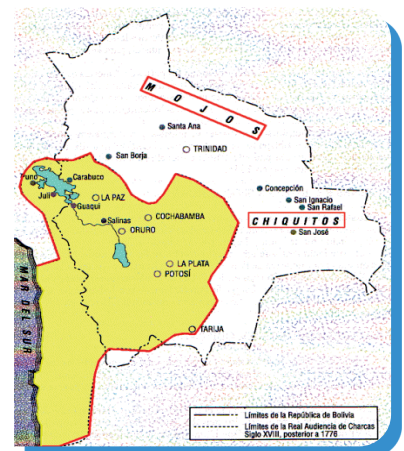 MOJOS
Santa Ana
TRINIDAD
San Borja
Concepción
San Ignacio
San Rafael
CHIQUITOS
San José
Puno
Carabuco
Juli
LA PAZ
Guaqui
Salinas
COCHABAMBA
ORURO
LA PLATA
POTOSÍ
TARIJA
MAR DEL SUR
Límites de la República de Bolivia
Límites de la Real Audiencia de Charcas
Siglo XVIII, posterior a 1776